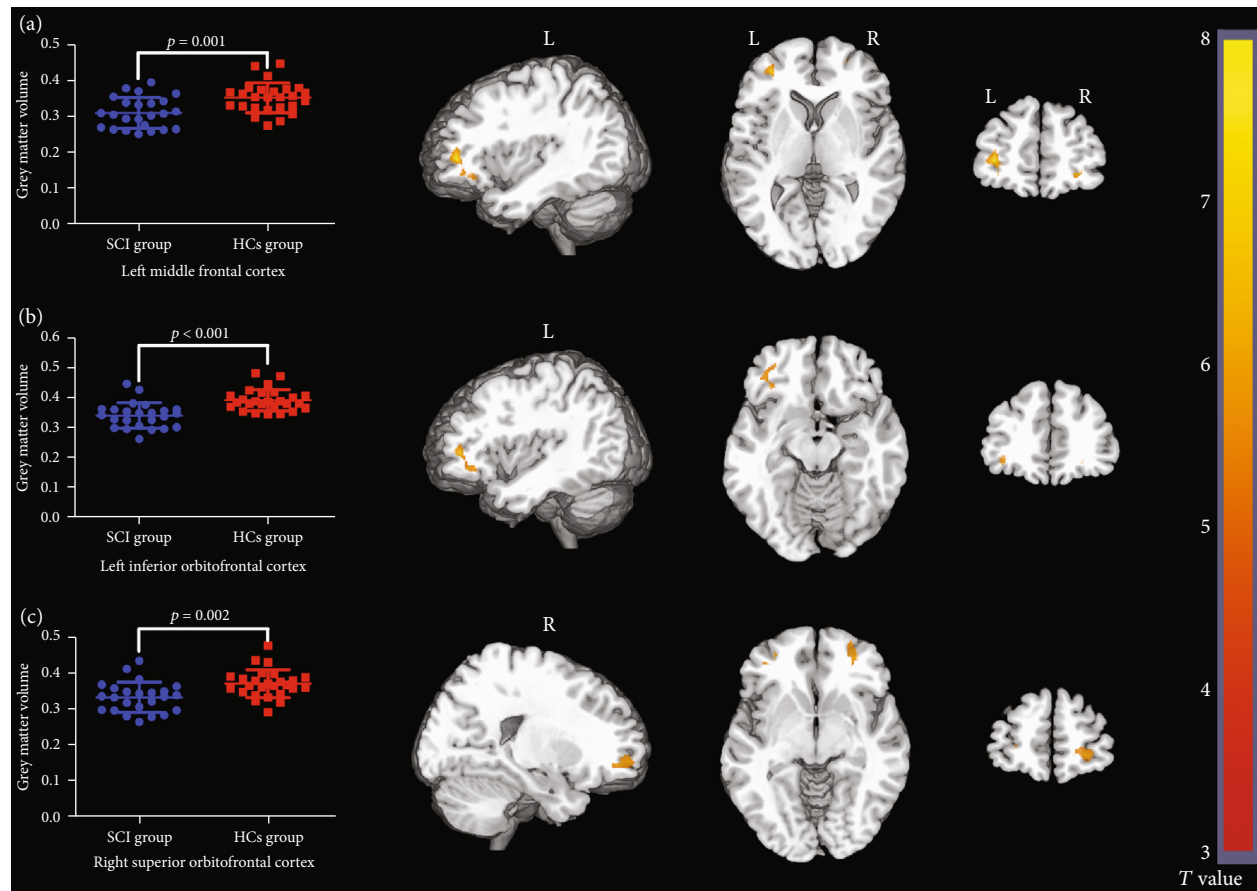 (a)
p = 0.001
Grey matter volume
0.5
0.4
0.3
0.2
0.1
0.0
SCI group HCs group
Left middle frontal cortex
L
L R
L R
(b)
p < 0.001
Grey matter volume
0.6
0.5
0.4
0.3
0.2
0.1
0.0
SCI group HCs group
Left inferior orbitofrontal cortex
L
(c)
p = 0.002
Grey matter volume
0.5
0.4
0.3
0.2
0.1
0.0
SCI group HCs group
Right superior orbitofrontal cortex
R
8
7
6
5
4
3
T value